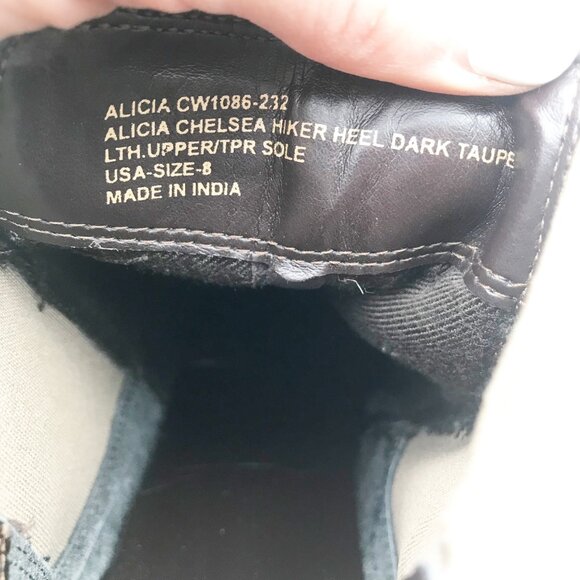 ALICIA CW1086-232
ALICIA CHELSEA HIKER HEEL DARK TAUPE
LTH.UPPER/TPR SOLE
USA-SIZE-8
MADE IN INDIA